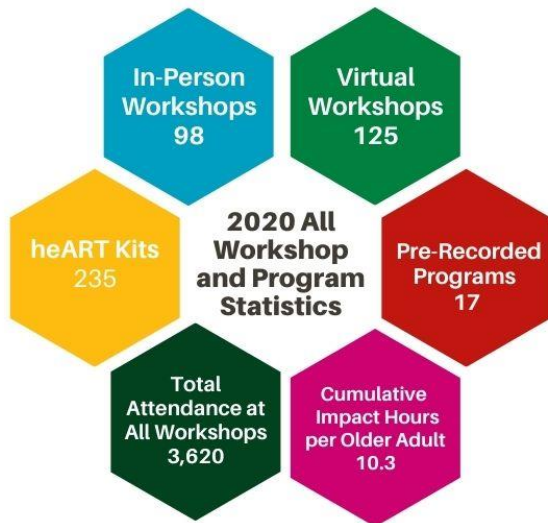 In-Person
Workshops
98
Virtual
Workshops
125
heART Kits
235
2020 All
Workshop
and Program
Statistics
Pre-Recorded
Programs
17
Total
Attendance at
All Workshops
3,620
Cumulative
Impact Hours
per Older Adult
10.3